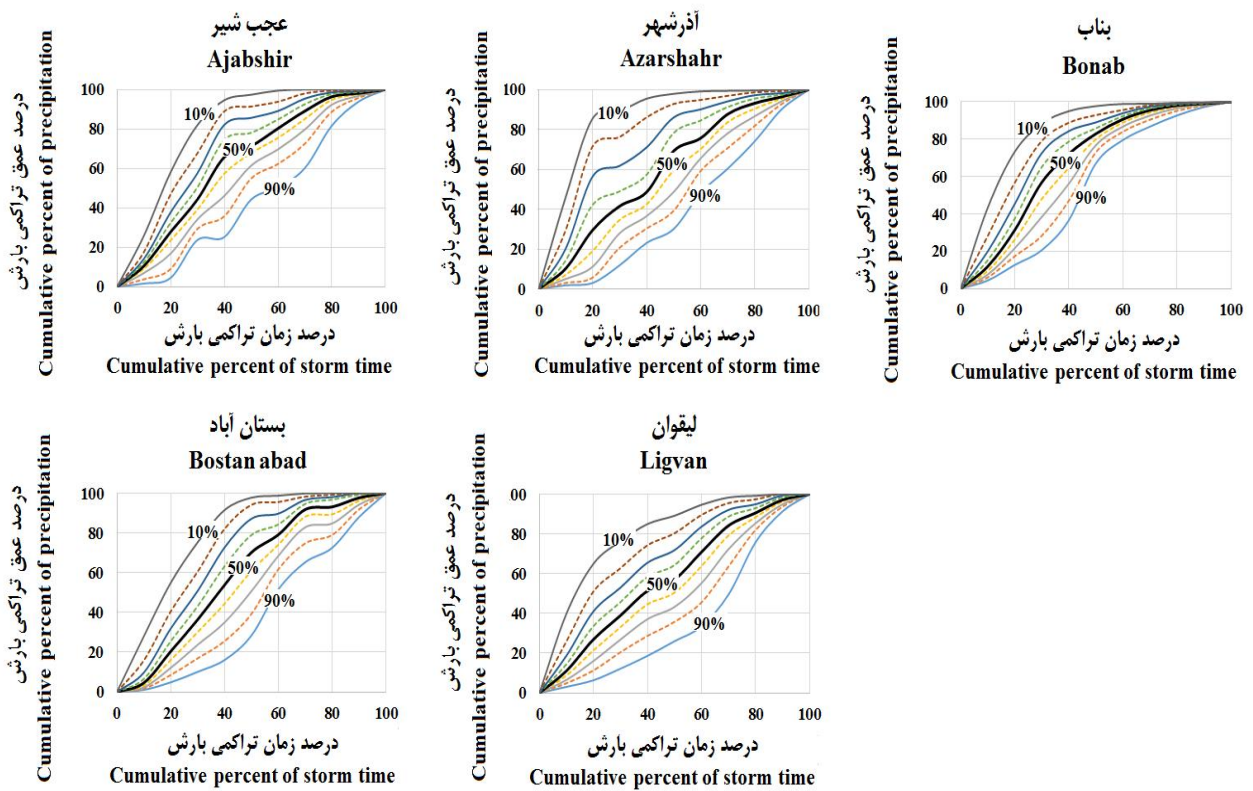 عجب شیر
Ajabshir
درصد عمق تراکمی بارش
Cumulative percent of precipitation
100
80
60
40
20
0
10%
50%
90%
0 20 40 60 80 100
درصد زمان تراکمی بارش
Cumulative percent of storm time
آذرشهر
Azarshahr
درصد عمق تراکمی بارش
Cumulative percent of precipitation
100
80
60
40
20
0
10%
50%
90%
0 20 40 60 80 100
درصد زمان تراکمی بارش
Cumulative percent of storm time
بناب
Bonab
درصد عمق تراکمی بارش
Cumulative percent of precipitation
100
80
60
40
20
0
10%
50%
90%
0 20 40 60 80 100
درصد زمان تراکمی بارش
Cumulative percent of storm time
بستان آباد
Bostan abad
درصد عمق تراکمی بارش
Cumulative percent of precipitation
100
80
60
40
20
0
10%
50%
90%
0 20 40 60 80 100
درصد زمان تراکمی بارش
Cumulative percent of storm time
لیقوان
Ligvan
درصد عمق تراکمی بارش
Cumulative percent of precipitation
00
80
60
40
20
0
10%
50%
90%
0 20 40 60 80 100
درصد زمان تراکمی بارش
Cumulative percent of storm time